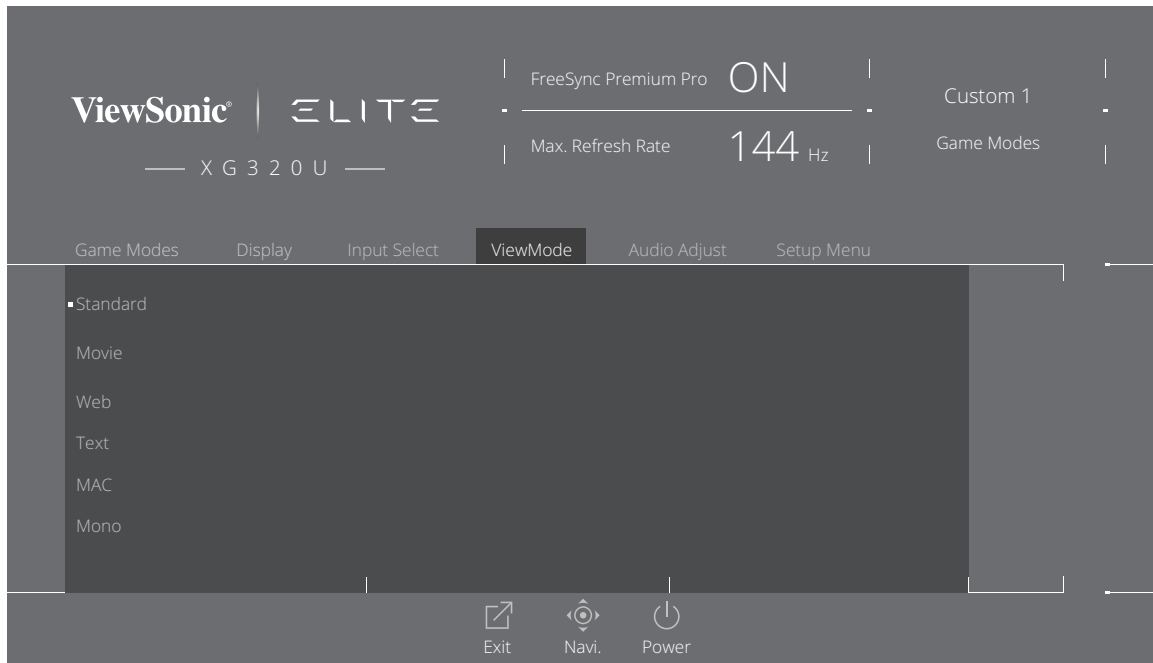 ViewSonic® ELITE
XG320U
FreeSync Premium Pro ON
Max. Refresh Rate 144 Hz
Custom 1
Game Modes
Game Modes Display Input Select ViewMode Audio Adjust Setup Menu
Standard
Movie
Web
Text
MAC
Mono
Exit Navi. Power